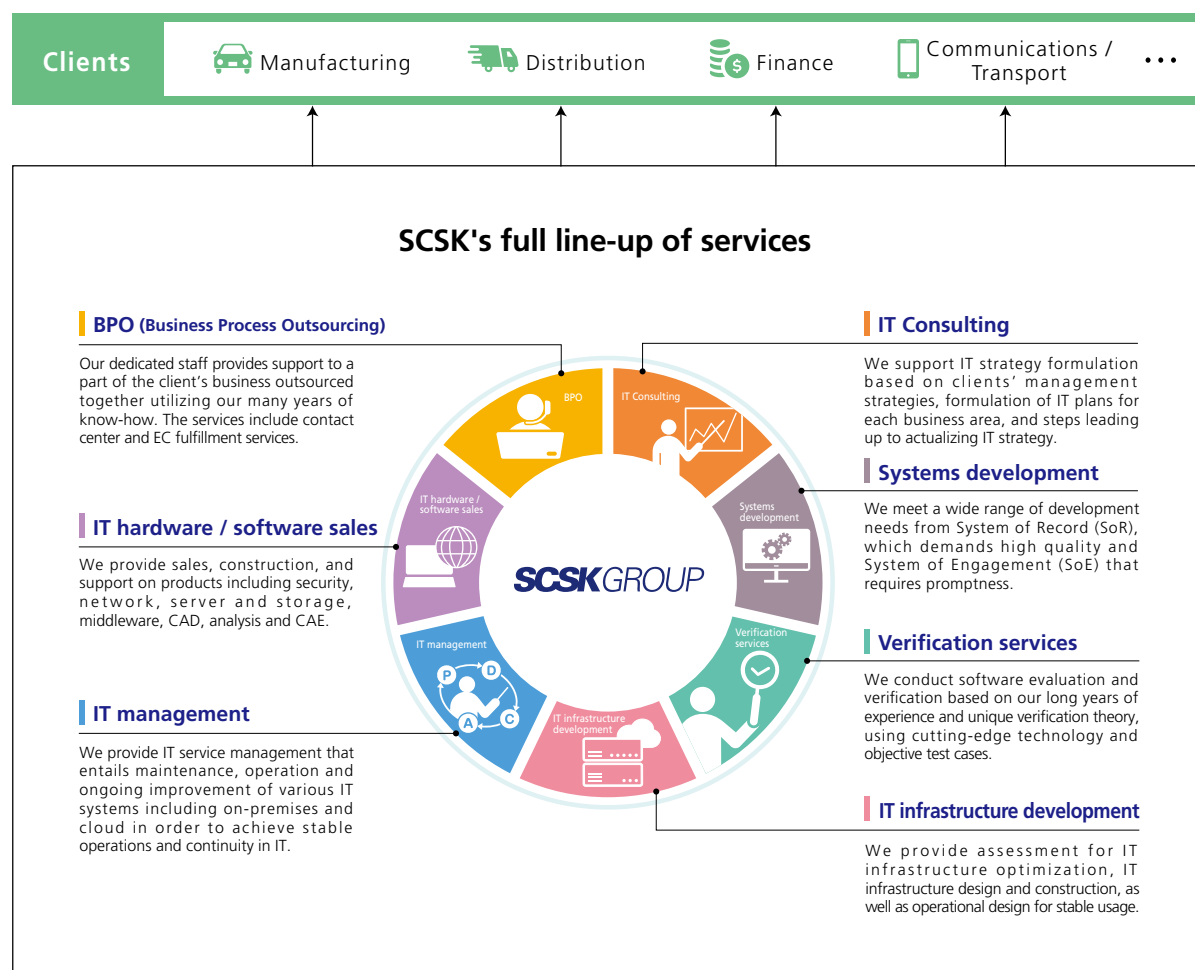 Clients
Manufacturing
Distribution
Finance
Communications /
Transport
...
SCSK's full line-up of services
BPO (Business Process Outsourcing)
Our dedicated staff provides support to a
part of the client's business outsourced
together utilizing our many years of
know-how. The services include contact
center and EC fulfillment services.
IT hardware / software sales
We provide sales, construction, and
support on products including security,
network, server and storage,
middleware, CAD, analysis and CAE.
IT management
We provide IT service management that
entails maintenance, operation and
ongoing improvement of various IT
systems including on-premises and
cloud in order to achieve stable
operations and continuity in IT.
BPO
IT Consulting
IT hardware /
software sales
Systems
development
SCSK GROUP
IT management
P
D
A
C
Verification
services
IT infrastructure
development
$
IT Consulting
We support IT strategy formulation
based on clients’ management
strategies, formulation of IT plans for
each business area, and steps leading
up to actualizing IT strategy.
Systems development
We meet a wide range of development
needs from System of Record (SoR),
which demands high quality and
System of Engagement (SoE) that
requires promptness.
Verification services
We conduct software evaluation and
verification based on our long years of
experience and unique verification theory,
using cutting-edge technology and
objective test cases.
IT infrastructure development
We provide assessment for IT
infrastructure optimization, IT
infrastructure design and construction, as
well as operational design for stable usage.